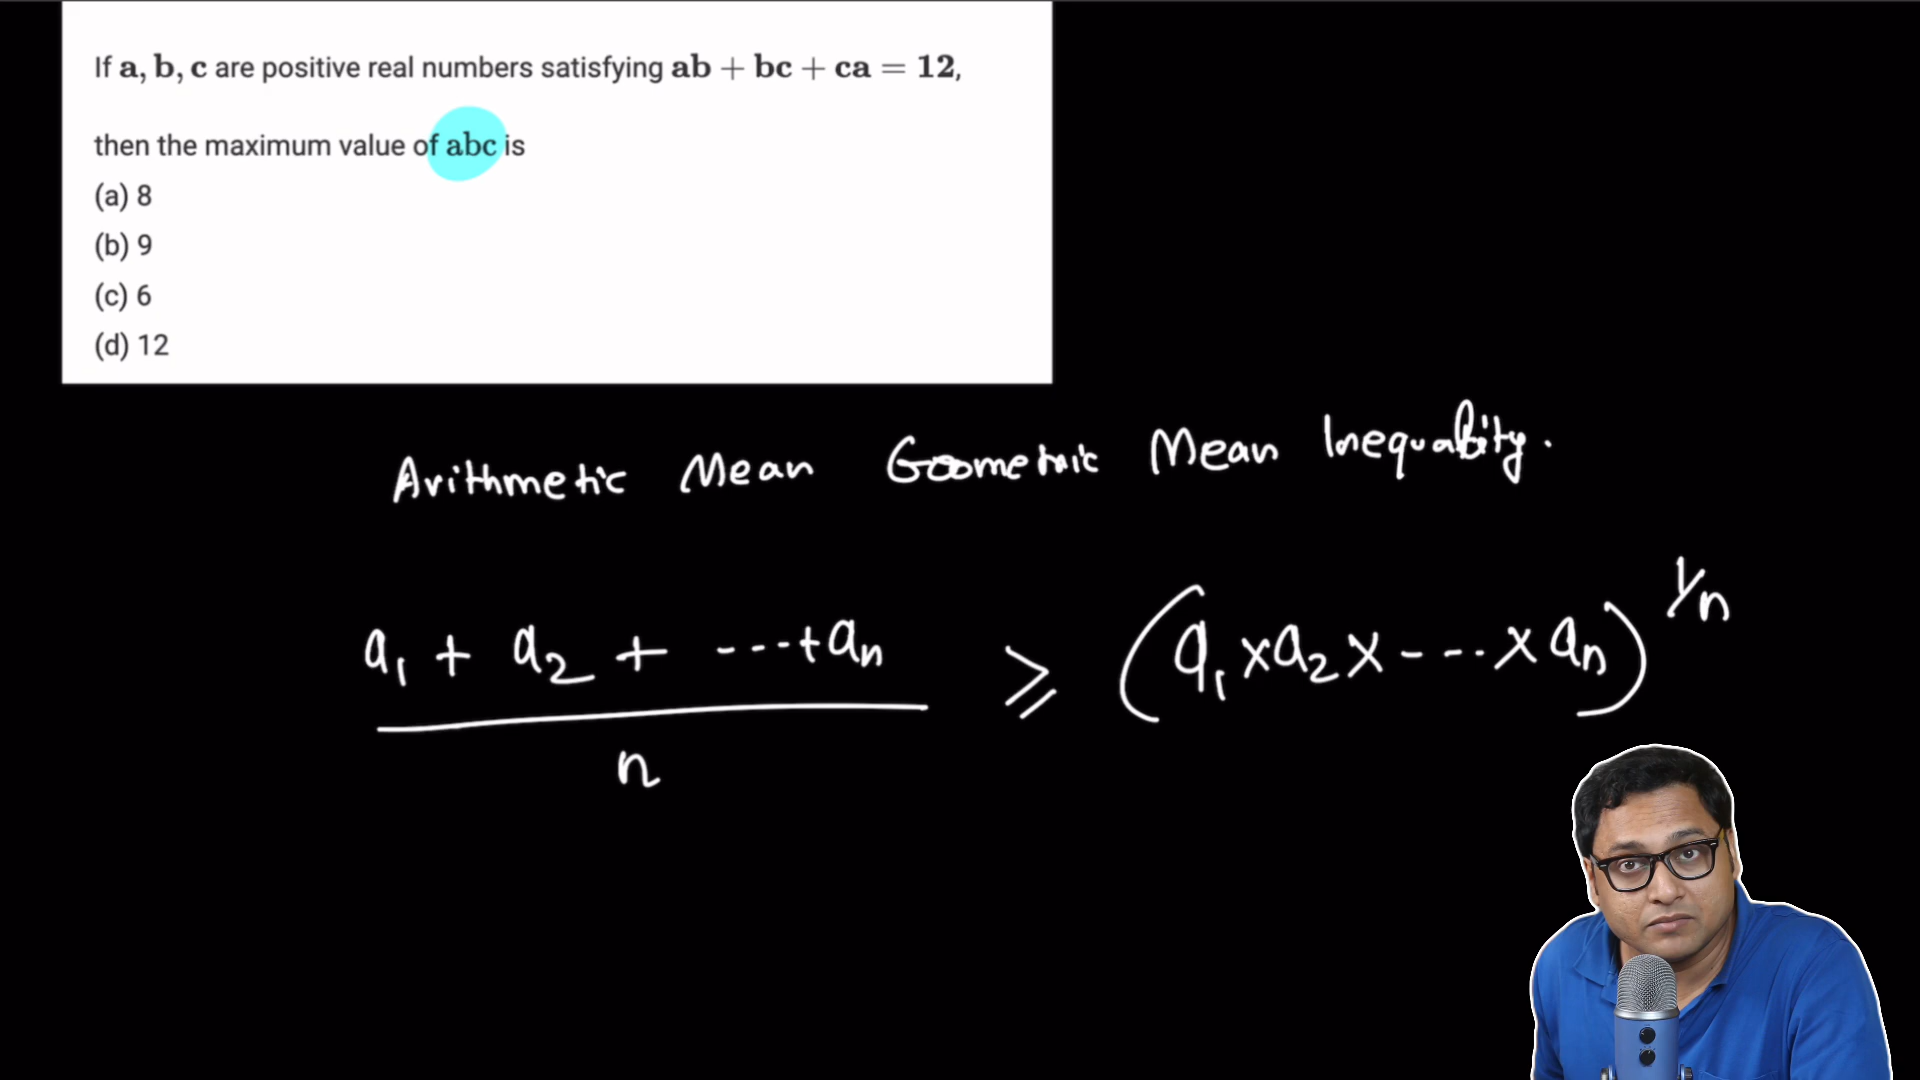 If a, b, c are positive real numbers satisfying ab + bc + ca = 12,
then the maximum value of abc is
(a) 8
(b) 9
(c) 6
(d) 12
Arithmetic Mean Geometric Mean Inequality.
a₁ + a₂ + ---+aₙ
n
⩾ (a₁×a₂×----×aₙ)^1/n